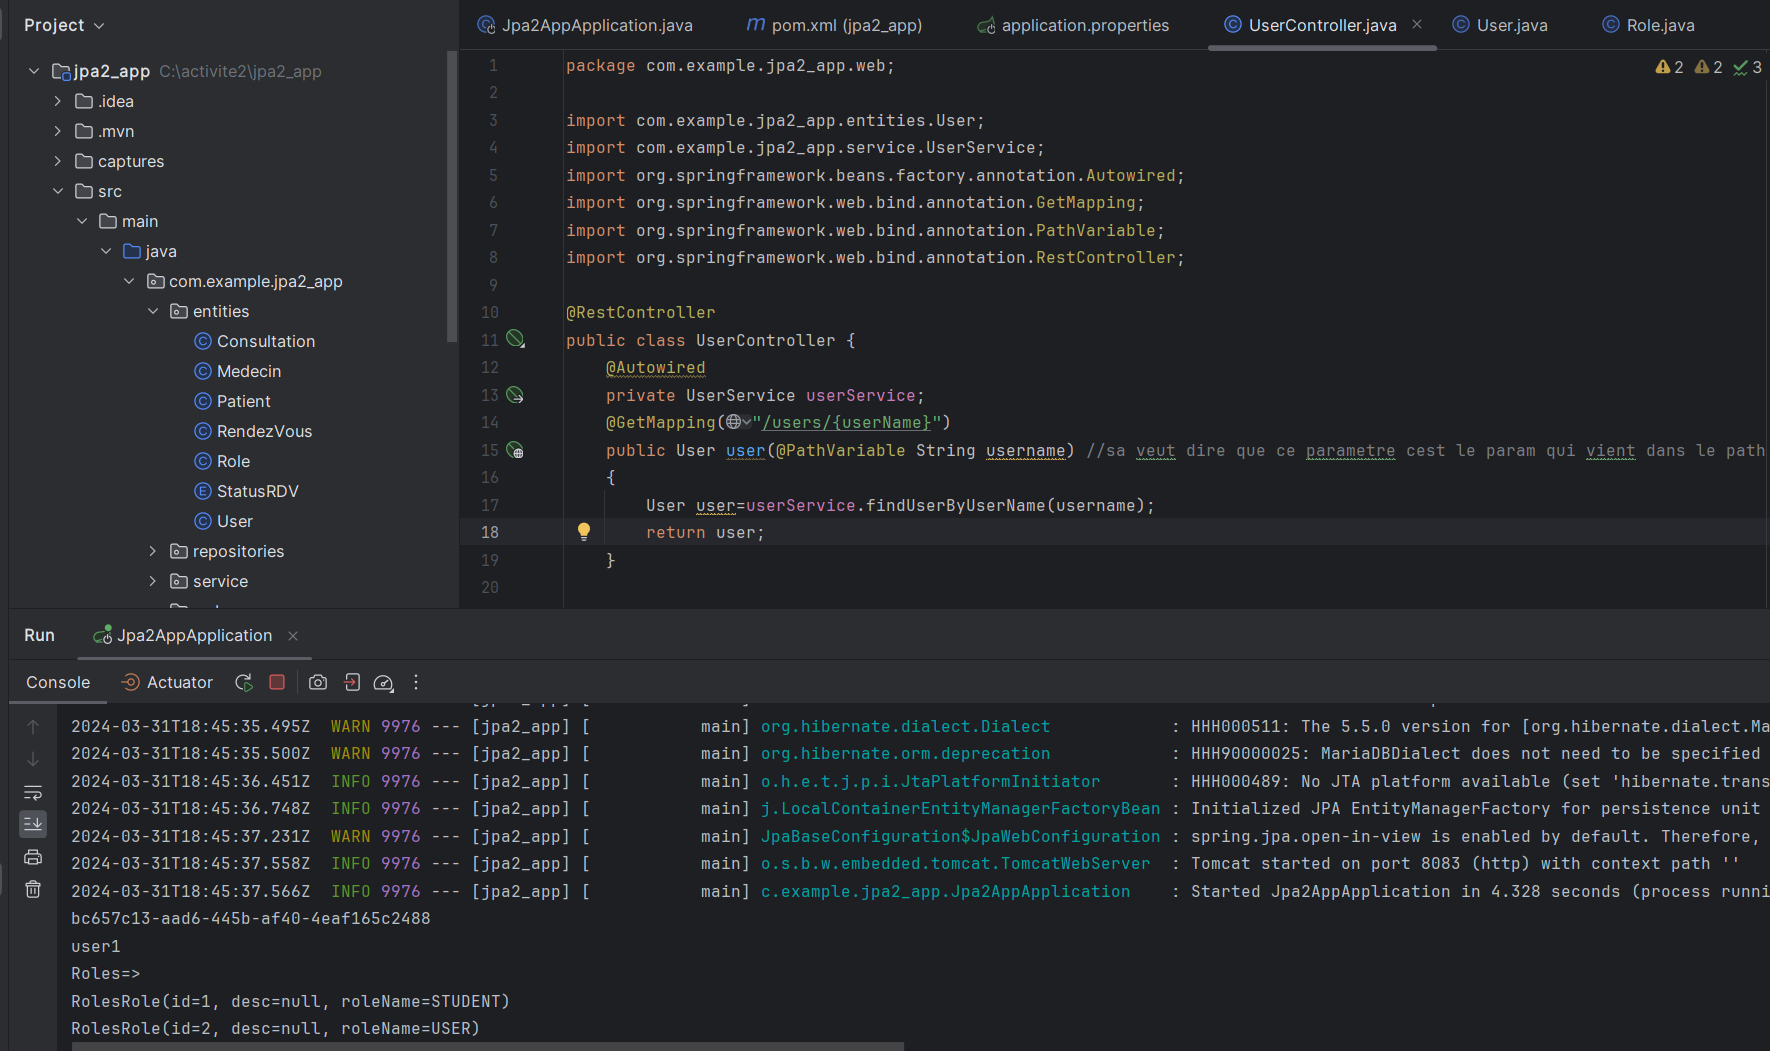 Project
Jpa2AppApplication.java
pom.xml (jpa2_app)
application.properties
UserController.java
User.java
Role.java
jpa2_app C:\activite2\jpa2_app
.idea
.mvn
captures
src
main
java
com.example.jpa2_app
entities
Consultation
Medecin
Patient
RendezVous
Role
StatusRDV
User
repositories
service
2 2 3
1 package com.example.jpa2_app.web;
2
3 import com.example.jpa2_app.entities.User;
4 import com.example.jpa2_app.service.UserService;
5 import org.springframework.beans.factory.annotation.Autowired;
6 import org.springframework.web.bind.annotation.GetMapping;
7 import org.springframework.web.bind.annotation.PathVariable;
8 import org.springframework.web.bind.annotation.RestController;
9
10 @RestController
11 public class UserController {
12 @Autowired
13 private UserService userService;
14 @GetMapping("/users/{userName}")
15 public User user(@PathVariable String username) //sa veut dire que ce parametre cest le param qui vient dans le path
16 {
17 User user=userService.findUserByUserName(username);
18 return user;
19 }
20
Run
Jpa2AppApplication
Console
Actuator
2024-03-31T18:45:35.495Z WARN 9976 --- [jpa2_app] [ main] org.hibernate.dialect.Dialect : HHH000511: The 5.5.0 version for [org.hibernate.dialect.Ma
2024-03-31T18:45:35.500Z WARN 9976 --- [jpa2_app] [ main] org.hibernate.orm.deprecation : HHH90000025: MariaDBDialect does not need to be specified
2024-03-31T18:45:36.451Z INFO 9976 --- [jpa2_app] [ main] o.h.e.t.j.p.i.JtaPlatformInitiator : HHH000489: No JTA platform available (set 'hibernate.trans
2024-03-31T18:45:36.748Z INFO 9976 --- [jpa2_app] [ main] j.LocalContainerEntityManagerFactoryBean : Initialized JPA EntityManagerFactory for persistence unit
2024-03-31T18:45:37.231Z WARN 9976 --- [jpa2_app] [ main] JpaBaseConfiguration$JpaWebConfiguration : spring.jpa.open-in-view is enabled by default. Therefore,
2024-03-31T18:45:37.558Z INFO 9976 --- [jpa2_app] [ main] o.s.b.w.embedded.tomcat.TomcatWebServer : Tomcat started on port 8083 (http) with context path ''
2024-03-31T18:45:37.566Z INFO 9976 --- [jpa2_app] [ main] c.example.jpa2_app.Jpa2AppApplication : Started Jpa2AppApplication in 4.328 seconds (process runni
bc657c13-aad6-445b-af40-4eaf165c2488
user1
Roles=>
RolesRole(id=1, desc=null, roleName=STUDENT)
RolesRole(id=2, desc=null, roleName=USER)